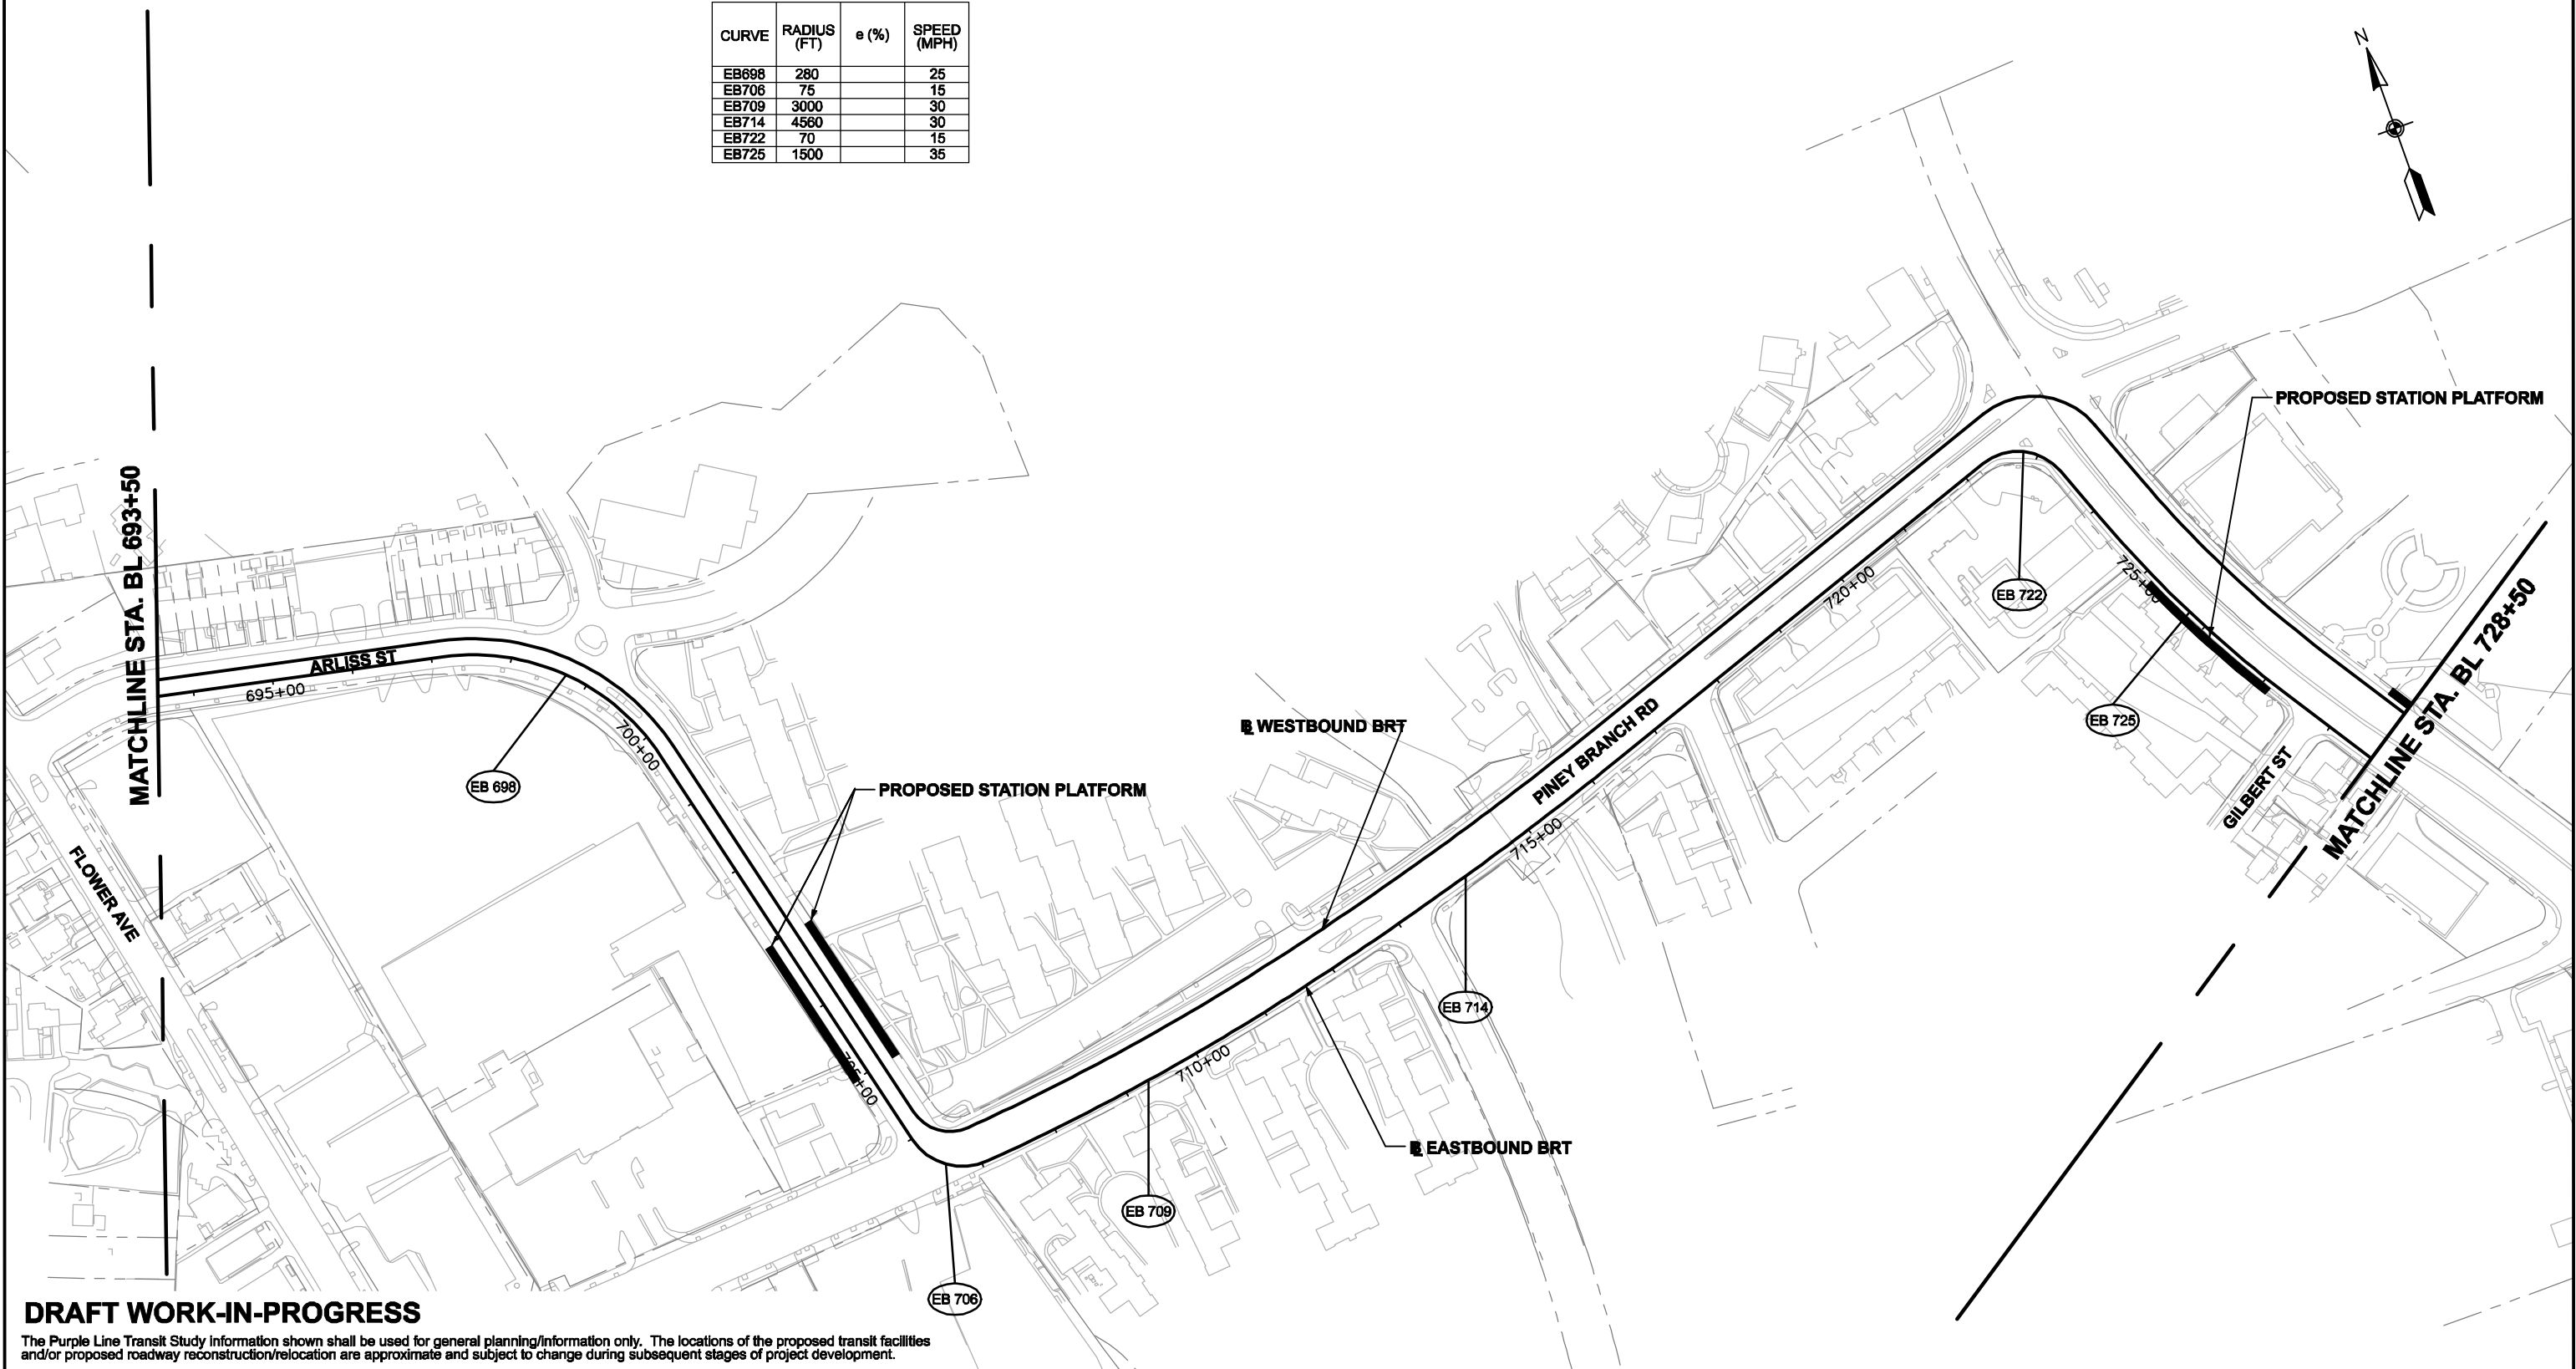 CURVE RADIUS (FT) e (%) SPEED (MPH)
EB698 280 25
EB706 75 15
EB709 3000 30
EB714 4560 30
EB722 70 15
EB725 1500 35
N
PROPOSED STATION PLATFORM
MATCHLINE STA. BL 693+50
ARLISS ST
695+00
700+00
EB 698
FLOWER AVE
PROPOSED STATION PLATFORM
705+00
EB 706
EB 709
710+00
BL WESTBOUND BRT
BL EASTBOUND BRT
EB 714
715+00
PINEY BRANCH RD
720+00
EB 722
725+00
EB 725
GILBERT ST
MATCHLINE STA. BL 728+50
DRAFT WORK-IN-PROGRESS
The Purple Line Transit Study information shown shall be used for general planning/information only. The locations of the proposed transit facilities
and/or proposed roadway reconstruction/relocation are approximate and subject to change during subsequent stages of project development.